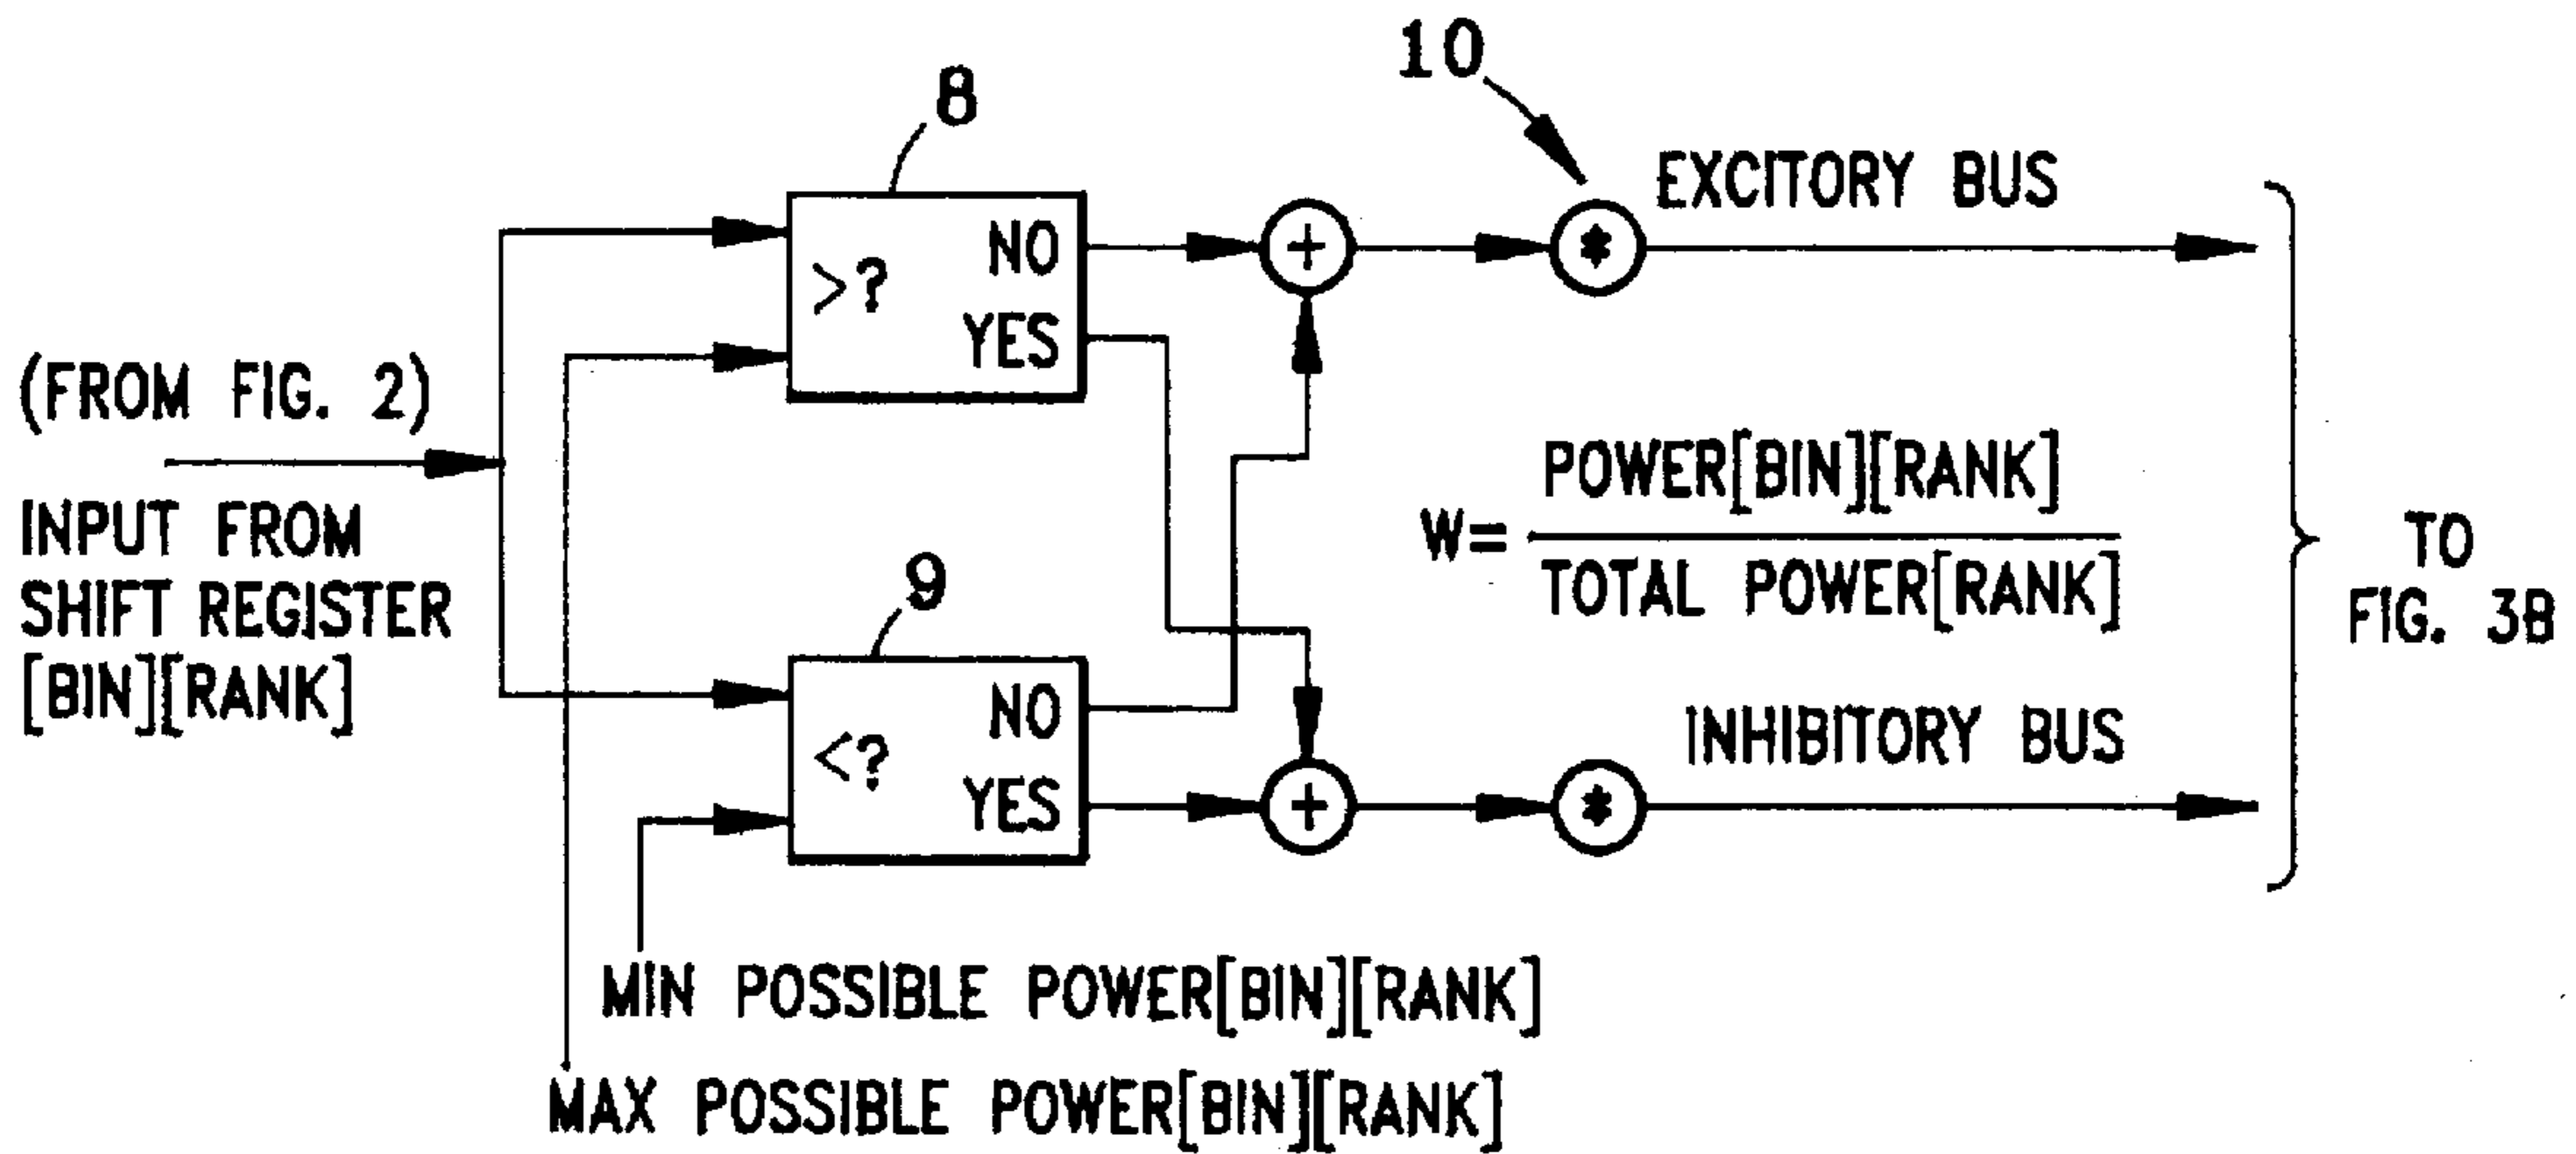 10
8
EXCITORY BUS
NO
+
*
>?
YES
(FROM FIG. 2)
INPUT FROM
SHIFT REGISTER
[BIN][RANK]
POWER[BIN][RANK]
W=
TOTAL POWER[RANK]
TO
FIG. 3B
9
NO
<?
YES
+
*
INHIBITORY BUS
MIN POSSIBLE POWER[BIN][RANK]
MAX POSSIBLE POWER[BIN][RANK]